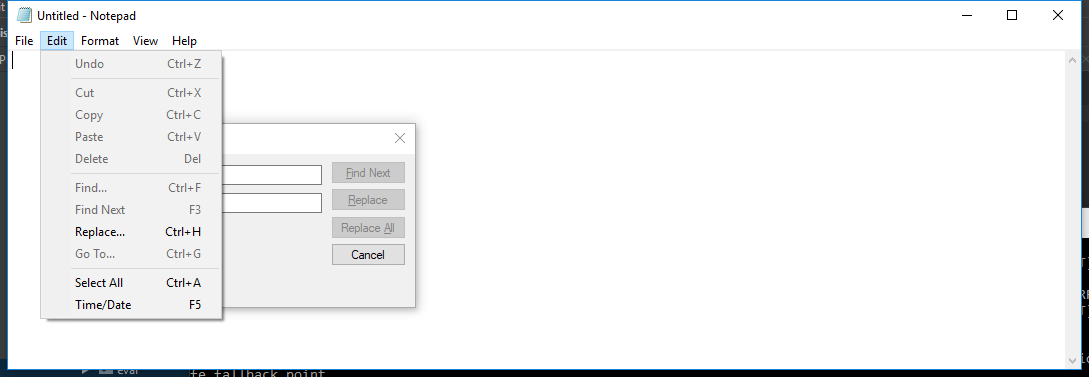 Untitled - Notepad
File Edit Format View Help
Undo Ctrl+Z
Cut Ctrl+X
Copy Ctrl+C
Paste Ctrl+V
Delete Del
Find... Ctrl+F
Find Next F3
Replace... Ctrl+H
Go To... Ctrl+G
Select All Ctrl+A
Time/Date F5
Find Next
Replace
Replace All
Cancel
eval
te fallback point